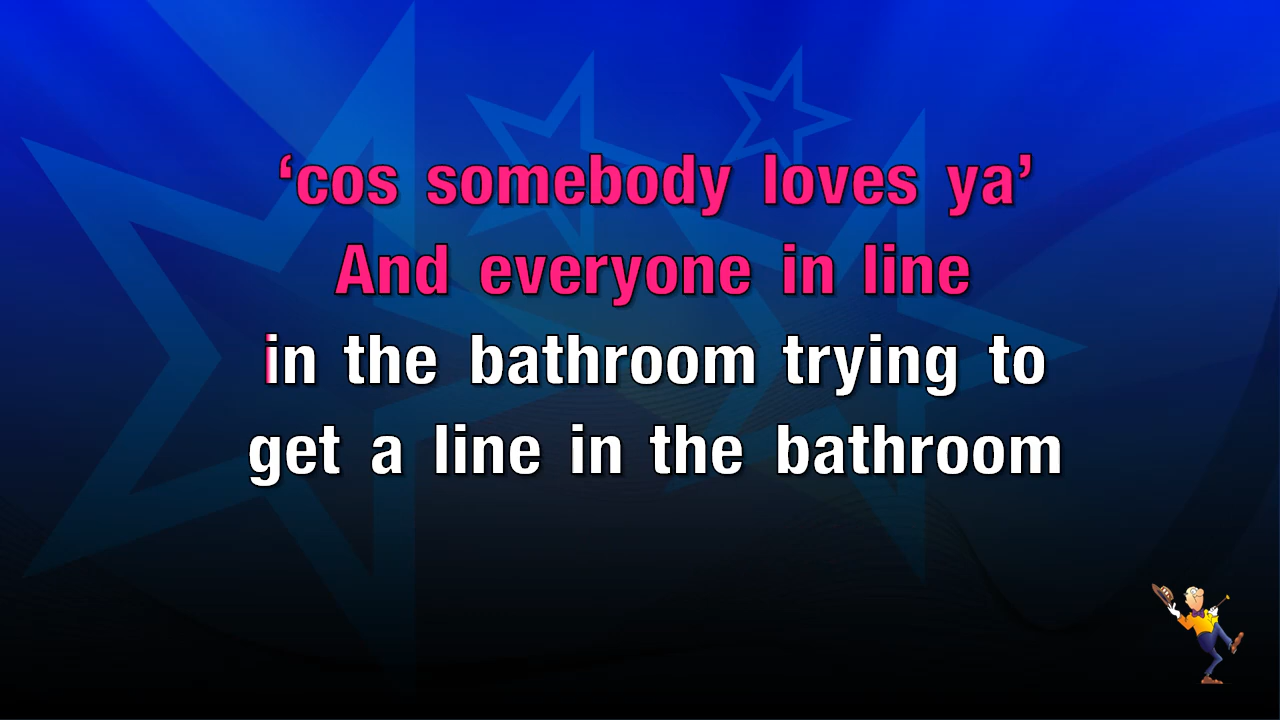 ‘cos somebody loves ya’
And everyone in line
in the bathroom trying to
get a line in the bathroom